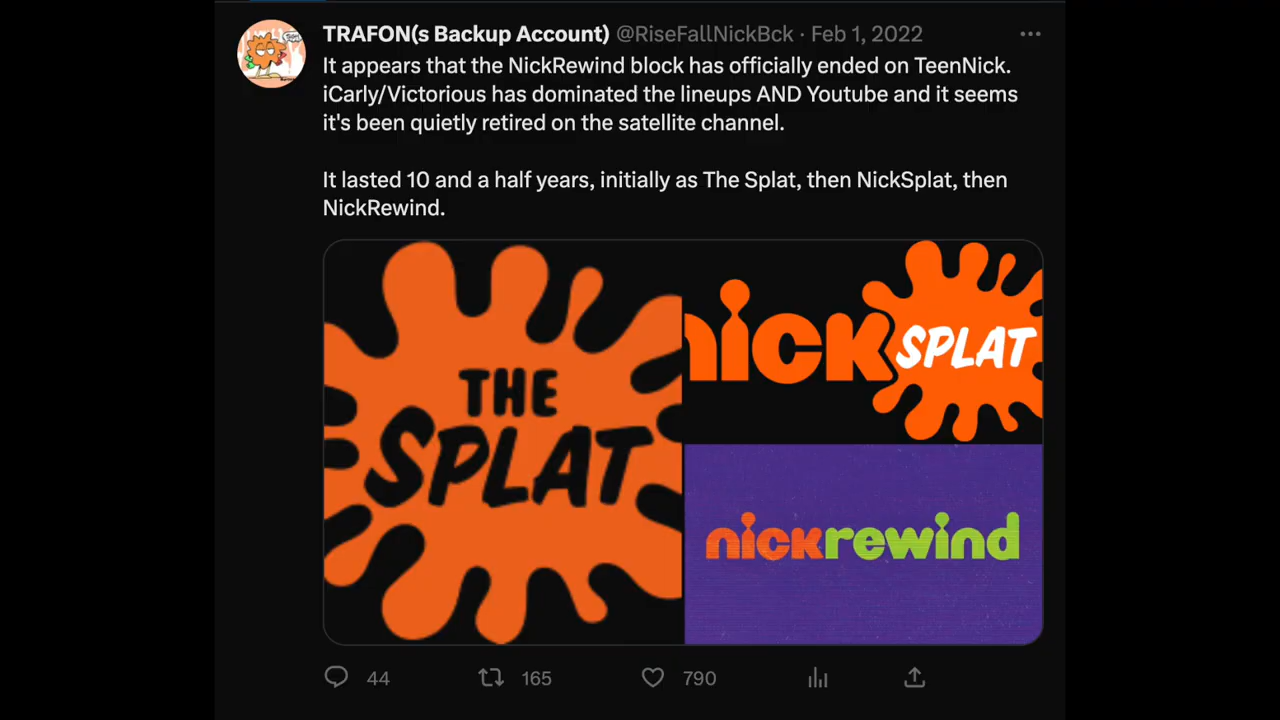 TRAFON(s Backup Account) @RiseFallNickBck · Feb 1, 2022
It appears that the NickRewind block has officially ended on TeenNick.
iCarly/Victorious has dominated the lineups AND Youtube and it seems
it's been quietly retired on the satellite channel.
It lasted 10 and a half years, initially as The Splat, then NickSplat, then
NickRewind.
THE
SPLAT
nick SPLAT
nickrewind
44 165 790